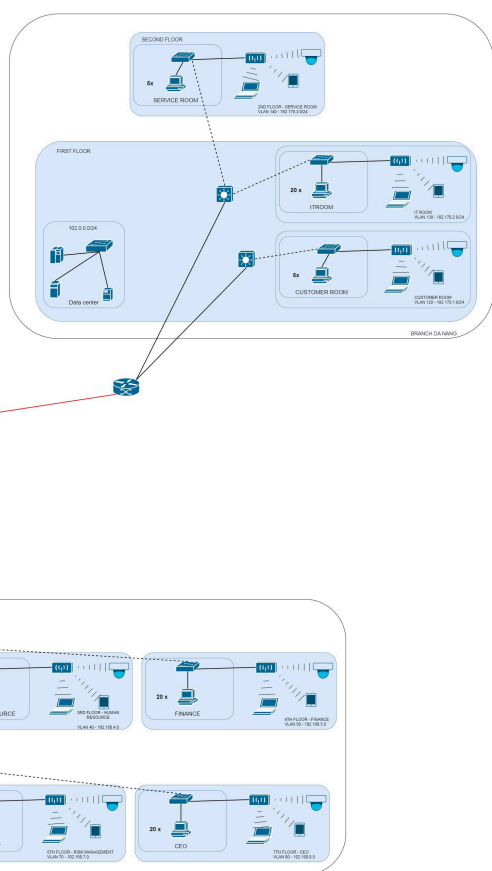 SECOND FLOOR
5x
SERVICE ROOM
2ND FLOOR - SERVICE ROOM
VLAN 140 - 192.170.3.0/24
FIRST FLOOR
20 x
ITROOM
IT ROOM
VLAN 130 - 192.170.2.0/24
102.0.0.0/24
Data center
5x
CUSTOMER ROOM
CUSTOMER ROOM
VLAN 120 - 192.170.1.0/24
BRANCH DA NANG
URCE
3RD FLOOR - HUMAN
RESOURCE
VLAN 40 - 192.168.4.0
20 x
FINANCE
4TH FLOOR - FINANCE
VLAN 50 - 192.168.5.0
6TH FLOOR - RISK MANAGEMENT
VLAN 70 - 192.168.7.0
20 x
CEO
7TH FLOOR - CEO
VLAN 80 - 192.168.8.0